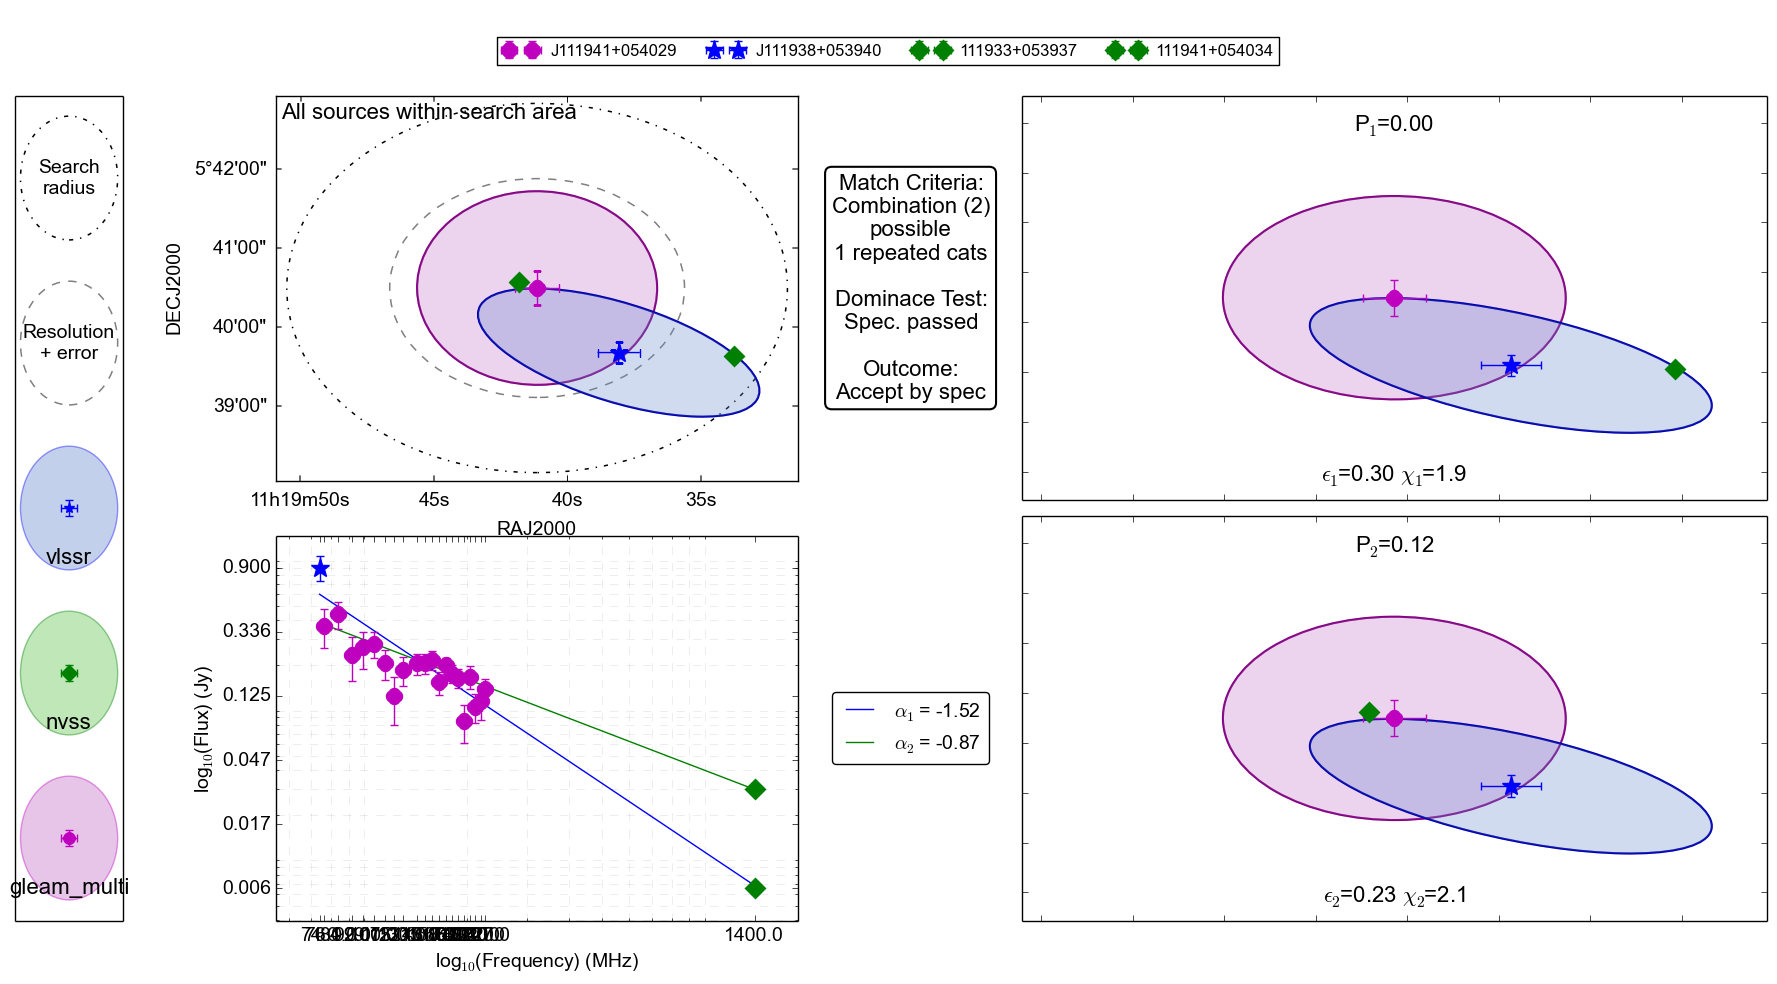 J111941+054029 J111938+053940 111933+053937 111941+054034
Search
radius
Resolution
+ error
vlssr
nvss
gleam_multi
All sources within search area
5°42'00"
41'00"
40'00"
39'00"
DECJ2000
11h19m50s 45s 40s 35s
RAJ2000
Match Criteria:
Combination (2)
possible
1 repeated cats
Dominace Test:
Spec. passed
Outcome:
Accept by spec
P₁=0.00
ϵ₁=0.30 χ₁=1.9
0.900
0.336
0.125
0.047
0.017
0.006
log₁₀(Flux) (Jy)
1400.0
log₁₀(Frequency) (MHz)
α₁ = -1.52
α₂ = -0.87
P₂=0.12
ϵ₂=0.23 χ₂=2.1